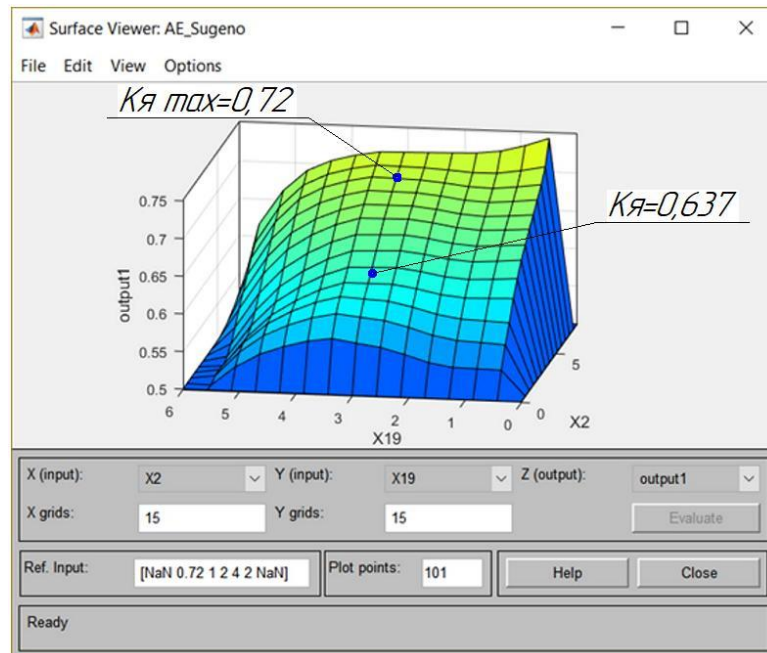 Surface Viewer: AE_Sugeno
File Edit View Options
Kя max=0,72
Kя=0,637
0.75
0.7
0.65
0.6
0.55
0.5
output1
6
5
4
3
2
1
0
X19
0
5
X2
X (input): X2 Y (input): X19 Z (output): output1
X grids: 15 Y grids: 15 Evaluate
Ref. Input: [NaN 0.72 1 2 4 2 NaN] Plot points: 101 Help Close
Ready